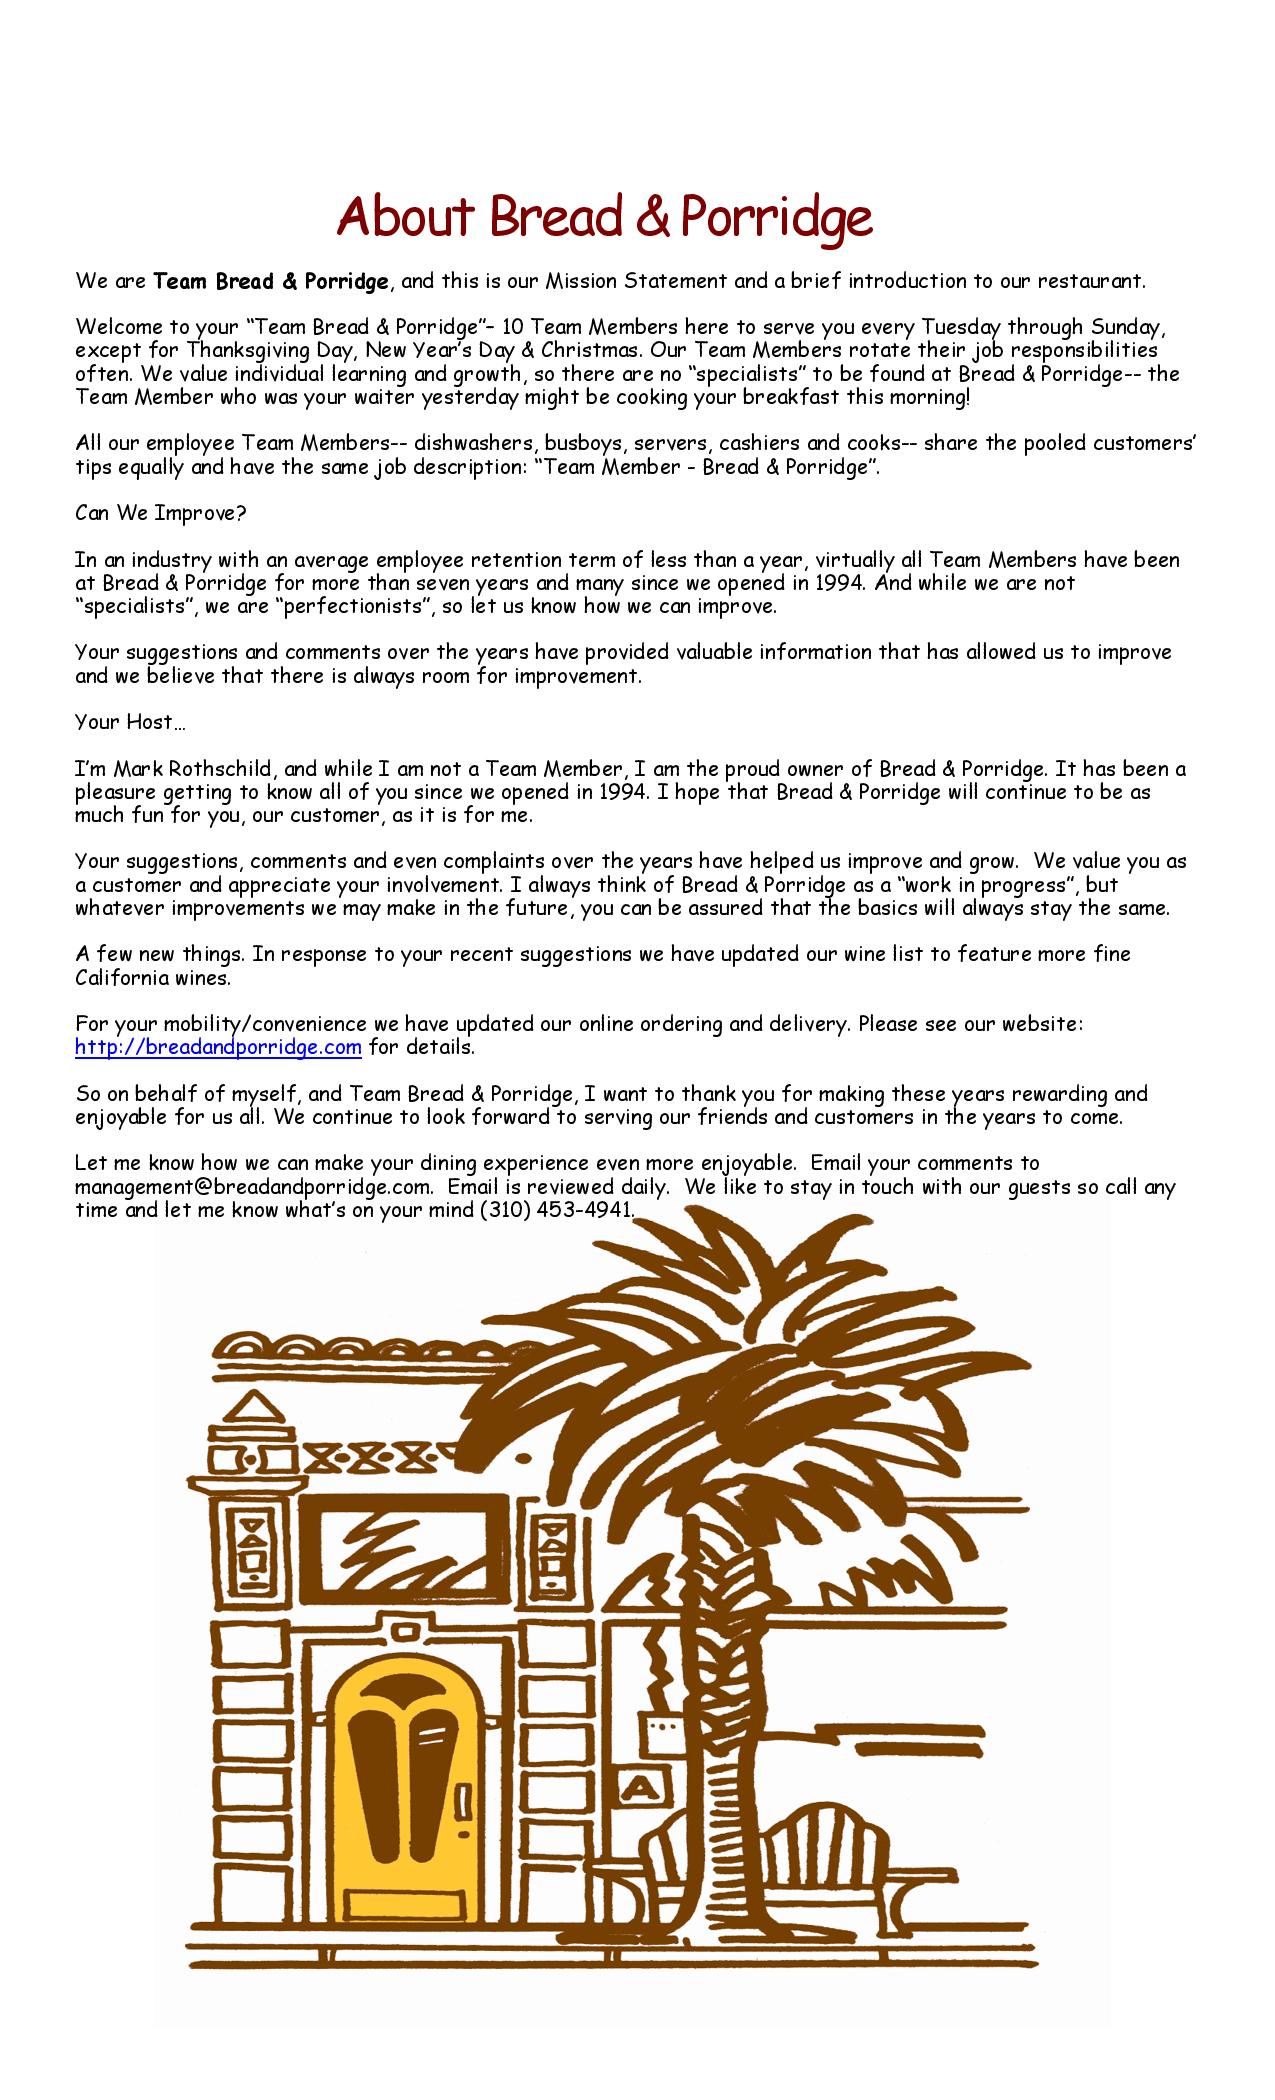 About Bread & Porridge
We are Team Bread & Porridge, and this is our Mission Statement and a brief introduction to our restaurant.
Welcome to your “Team Bread & Porridge”– 10 Team Members here to serve you every Tuesday through Sunday,
except for Thanksgiving Day, New Year’s Day & Christmas. Our Team Members rotate their job responsibilities
often. We value individual learning and growth, so there are no “specialists” to be found at Bread & Porridge-- the
Team Member who was your waiter yesterday might be cooking your breakfast this morning!
All our employee Team Members-- dishwashers, busboys, servers, cashiers and cooks-- share the pooled customers’
tips equally and have the same job description: “Team Member - Bread & Porridge”.
Can We Improve?
In an industry with an average employee retention term of less than a year, virtually all Team Members have been
at Bread & Porridge for more than seven years and many since we opened in 1994. And while we are not
“specialists”, we are “perfectionists”, so let us know how we can improve.
Your suggestions and comments over the years have provided valuable information that has allowed us to improve
and we believe that there is always room for improvement.
Your Host…
I’m Mark Rothschild, and while I am not a Team Member, I am the proud owner of Bread & Porridge. It has been a
pleasure getting to know all of you since we opened in 1994. I hope that Bread & Porridge will continue to be as
much fun for you, our customer, as it is for me.
Your suggestions, comments and even complaints over the years have helped us improve and grow.  We value you as
a customer and appreciate your involvement. I always think of Bread & Porridge as a “work in progress”, but
whatever improvements we may make in the future, you can be assured that the basics will always stay the same.
A few new things. In response to your recent suggestions we have updated our wine list to feature more fine
California wines.
For your mobility/convenience we have updated our online ordering and delivery. Please see our website:
http://breadandporridge.com for details.
So on behalf of myself, and Team Bread & Porridge, I want to thank you for making these years rewarding and
enjoyable for us all. We continue to look forward to serving our friends and customers in the years to come.
Let me know how we can make your dining experience even more enjoyable.  Email your comments to
management@breadandporridge.com.  Email is reviewed daily.  We like to stay in touch with our guests so call any
time and let me know what’s on your mind (310) 453-4941.
A